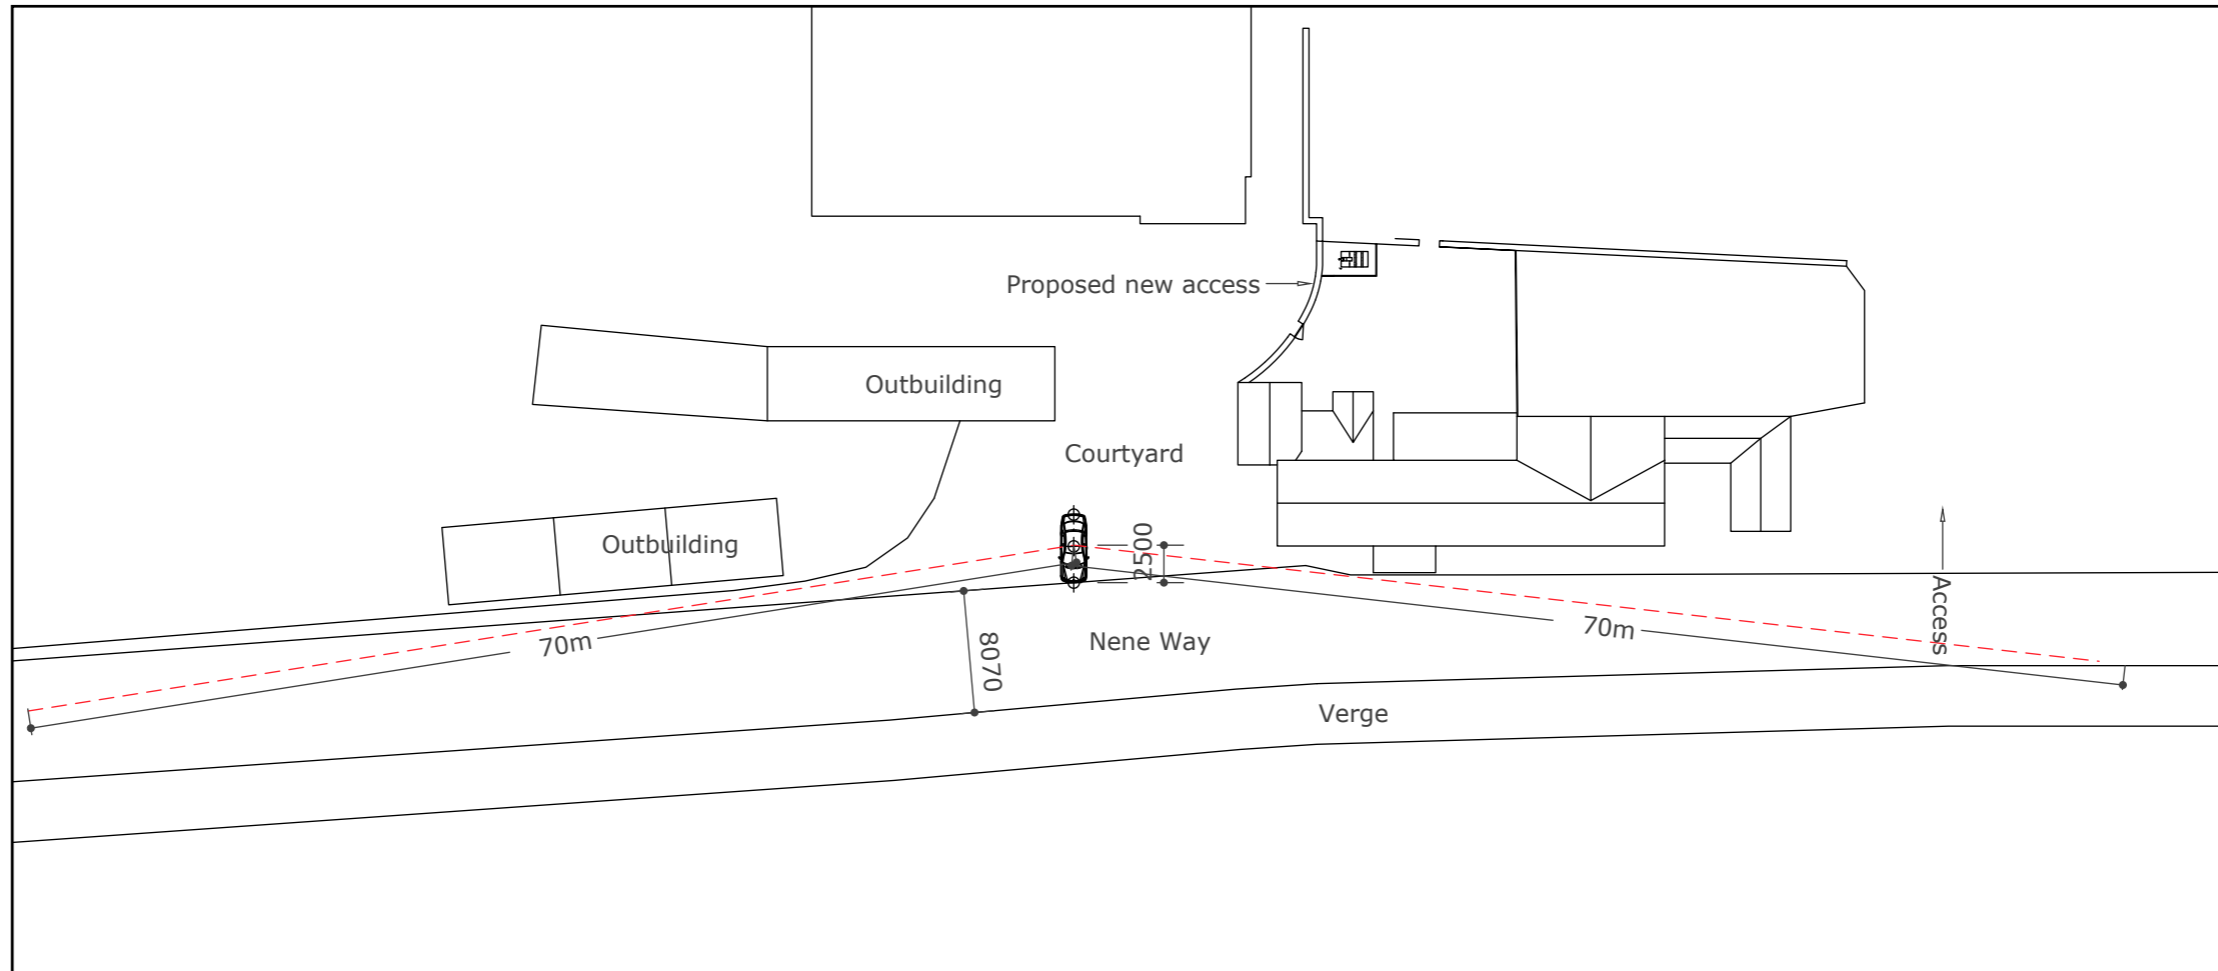 Proposed new access
Outbuilding
Courtyard
2500
Outbuilding
Access
70m
70m
Nene Way
8070
Verge